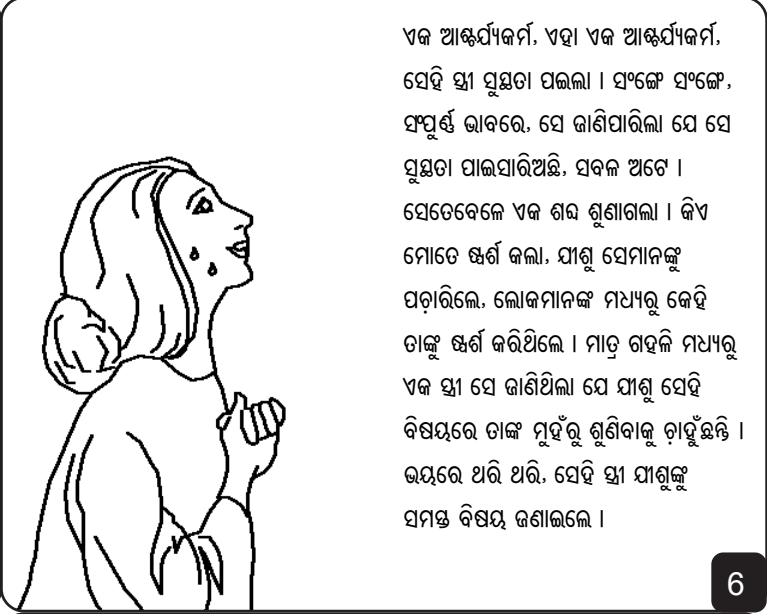 ଏକ ଆଶ୍ଚର୍ଯ୍ୟକର୍ମ, ଏହା ଏକ ଆଶ୍ଚର୍ଯ୍ୟକର୍ମ,
ସେହି ସ୍ତ୍ରୀ ସୁସ୍ଥତା ପଇଲା । ସଂଙ୍ଗେ ସଂଙ୍ଗେ,
ସଂପୁର୍ଣ୍ଣ ଭାବରେ, ସେ ଜାଣିପାରିଲା ଯେ ସେ
ସୁସ୍ଥତା ପାଇସାରିଅଛି, ସବଳ ଅଟେ ।
ସେତେବେଳେ ଏକ ଶବ୍ଦ ଶୁଣାଗଲା । କିଏ
ମୋତେ ଷ୍ପର୍ଶ କଲା, ଯୀଶୁ ସେମାନଙ୍କୁ
ପଚ଼ାରିଲେ, ଲୋକମାନଙ୍କ ମଧ୍ୟରୁ କେହି
ତାଙ୍କୁ ଷ୍ପର୍ଶ କରିଥିଲେ । ମାତ୍ର ଗହଳି ମଧ୍ୟରୁ
ଏକ ସ୍ତ୍ରୀ ସେ ଜାଣିଥିଲା ଯେ ଯୀଶୁ ସେହି
ବିଷୟରେ ତାଙ୍କ ମୁହଁରୁ ଶୁଣିବାକୁ ଚ଼ାହୁଁଛନ୍ତି ।
ଭୟରେ ଥରି ଥରି, ସେହି ସ୍ତ୍ରୀ ଯୀଶୁଙ୍କୁ
ସମସ୍ତ ବିଷୟ ଜଣାଇଲେ ।
6